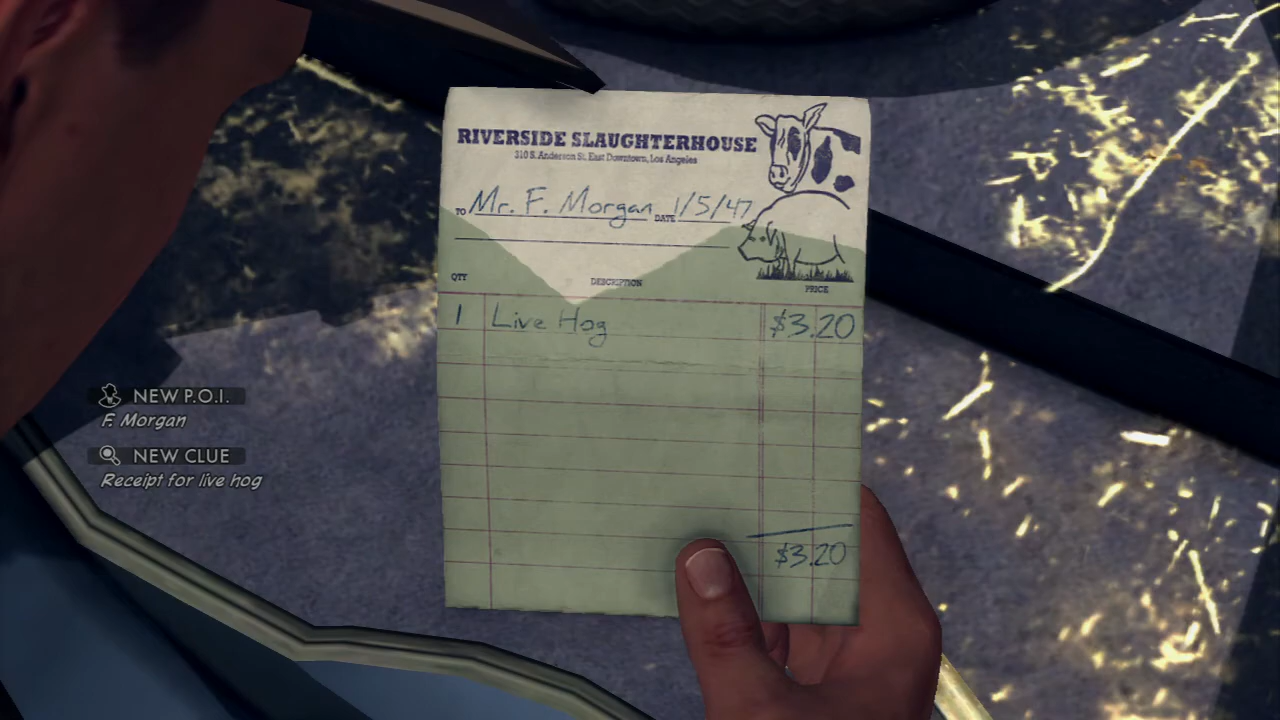 RIVERSIDE SLAUGHTERHOUSE
310 S. Anderson St. East Downtown, Los Angeles
TO Mr. F. Morgan DATE 1/5/47
QTY DESCRIPTION PRICE
1 Live Hog $3.20
$3.20
NEW P.O.I.
F. Morgan
NEW CLUE
Receipt for live hog